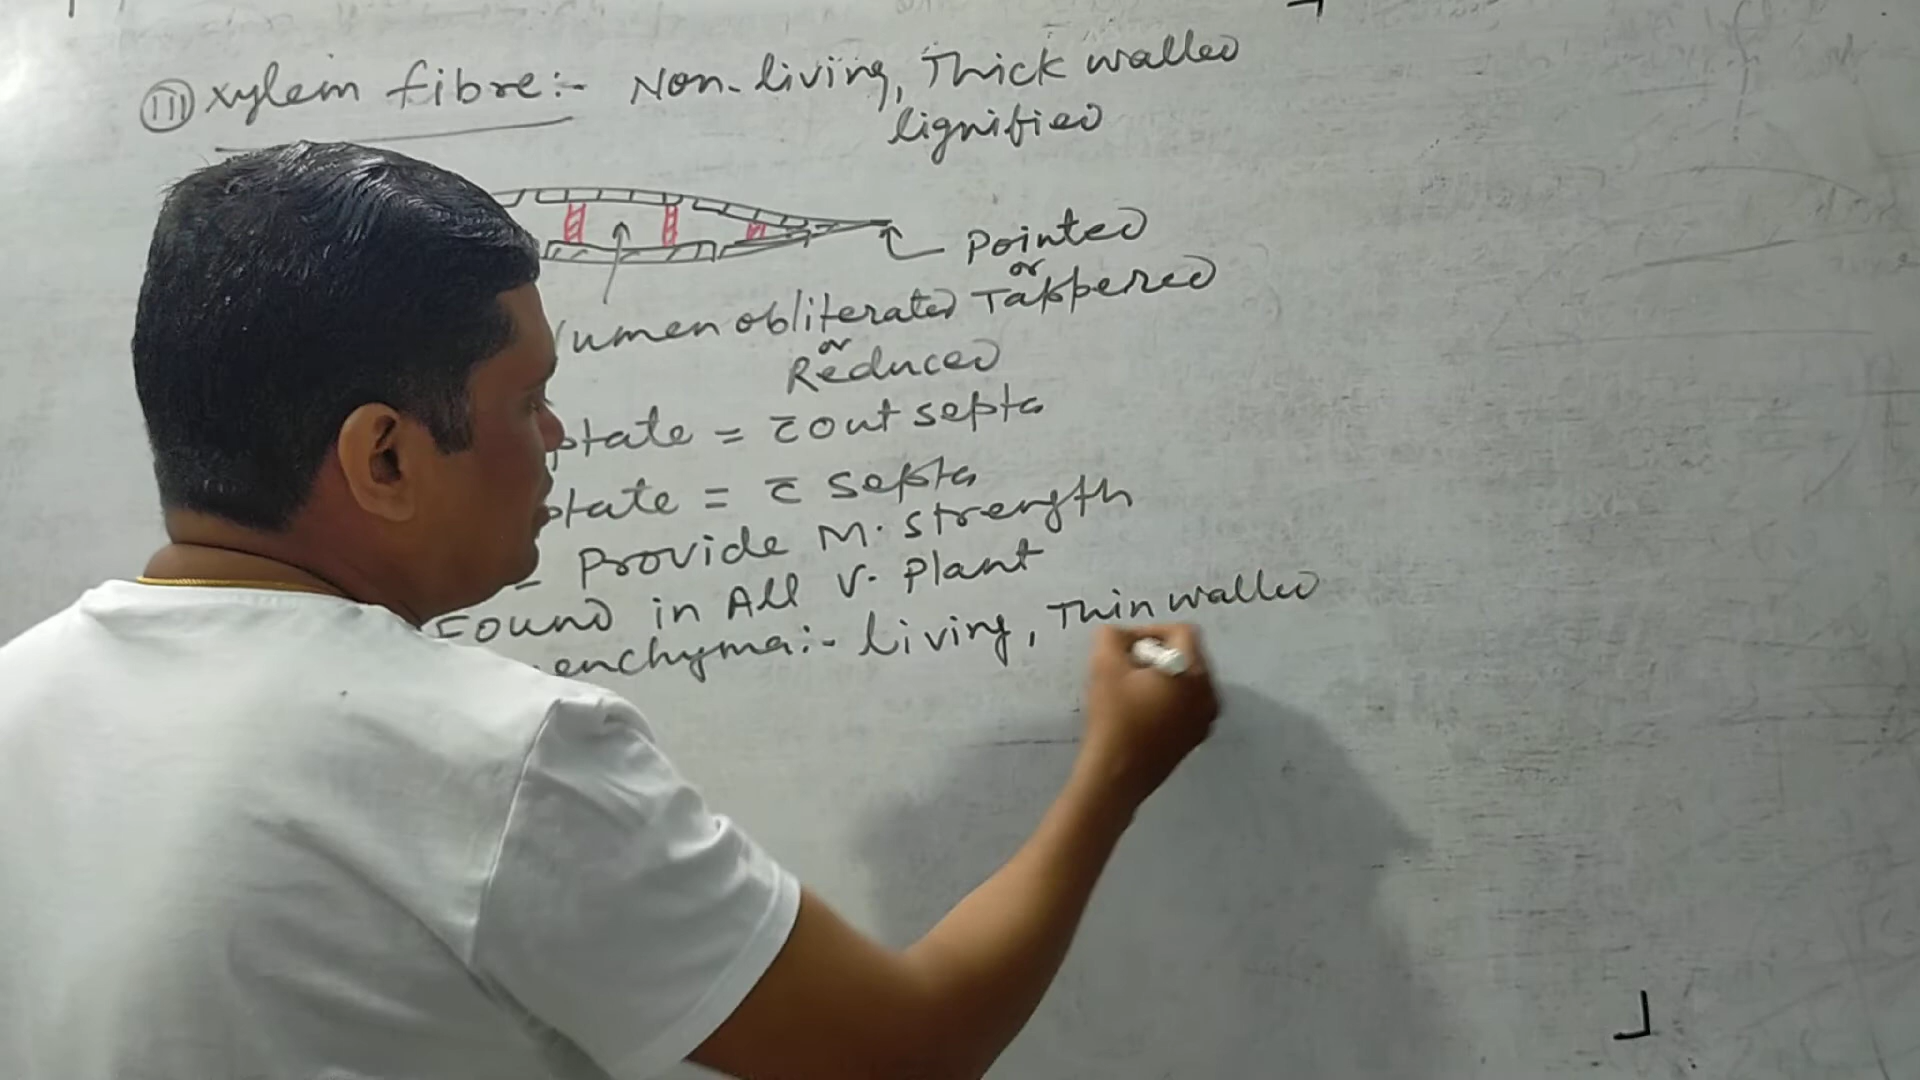 (III) xylem fibre:- Non-living, Thick walled
lignified
Pointed
or
Tappered
lumen obliterated
or
Reduced
ptate = c̄out septa
ptate = c̄ septa
- Provide M. strength
Found in All V. Plant
enchyma:- living, Thin walled